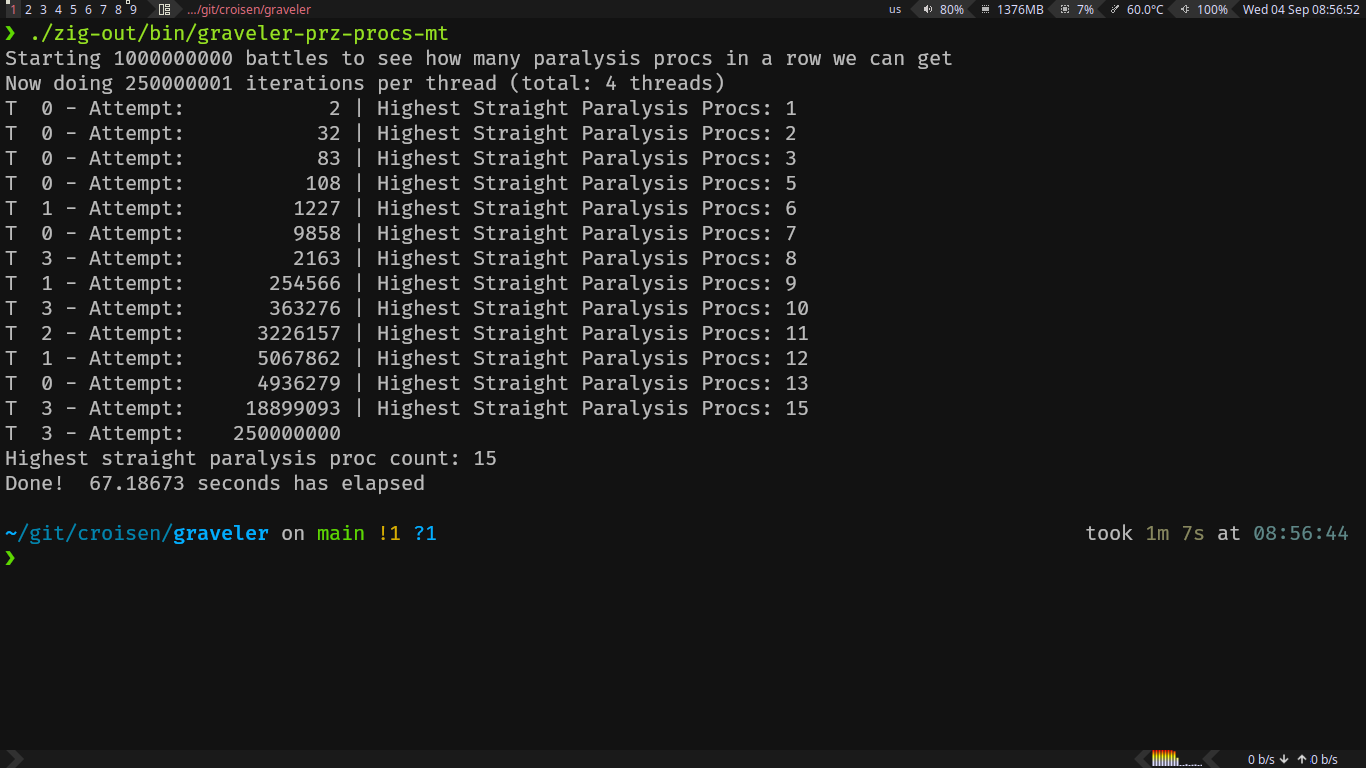 1 2 3 4 5 6 7 8 9 .../git/croisen/graveler us 80% 1376MB 7% 60.0°C 100% Wed 04 Sep 08:56:52
❯ ./zig-out/bin/graveler-prz-procs-mt
Starting 1000000000 battles to see how many paralysis procs in a row we can get
Now doing 250000001 iterations per thread (total: 4 threads)
T  0 - Attempt:            2 | Highest Straight Paralysis Procs: 1
T  0 - Attempt:           32 | Highest Straight Paralysis Procs: 2
T  0 - Attempt:           83 | Highest Straight Paralysis Procs: 3
T  0 - Attempt:          108 | Highest Straight Paralysis Procs: 5
T  1 - Attempt:         1227 | Highest Straight Paralysis Procs: 6
T  0 - Attempt:         9858 | Highest Straight Paralysis Procs: 7
T  3 - Attempt:         2163 | Highest Straight Paralysis Procs: 8
T  1 - Attempt:       254566 | Highest Straight Paralysis Procs: 9
T  3 - Attempt:       363276 | Highest Straight Paralysis Procs: 10
T  2 - Attempt:      3226157 | Highest Straight Paralysis Procs: 11
T  1 - Attempt:      5067862 | Highest Straight Paralysis Procs: 12
T  0 - Attempt:      4936279 | Highest Straight Paralysis Procs: 13
T  3 - Attempt:     18899093 | Highest Straight Paralysis Procs: 15
T  3 - Attempt:    250000000
Highest straight paralysis proc count: 15
Done!  67.18673 seconds has elapsed
~/git/croisen/graveler on main !1 ?1 took 1m 7s at 08:56:44
❯
0 b/s ↓ ↑ 0 b/s